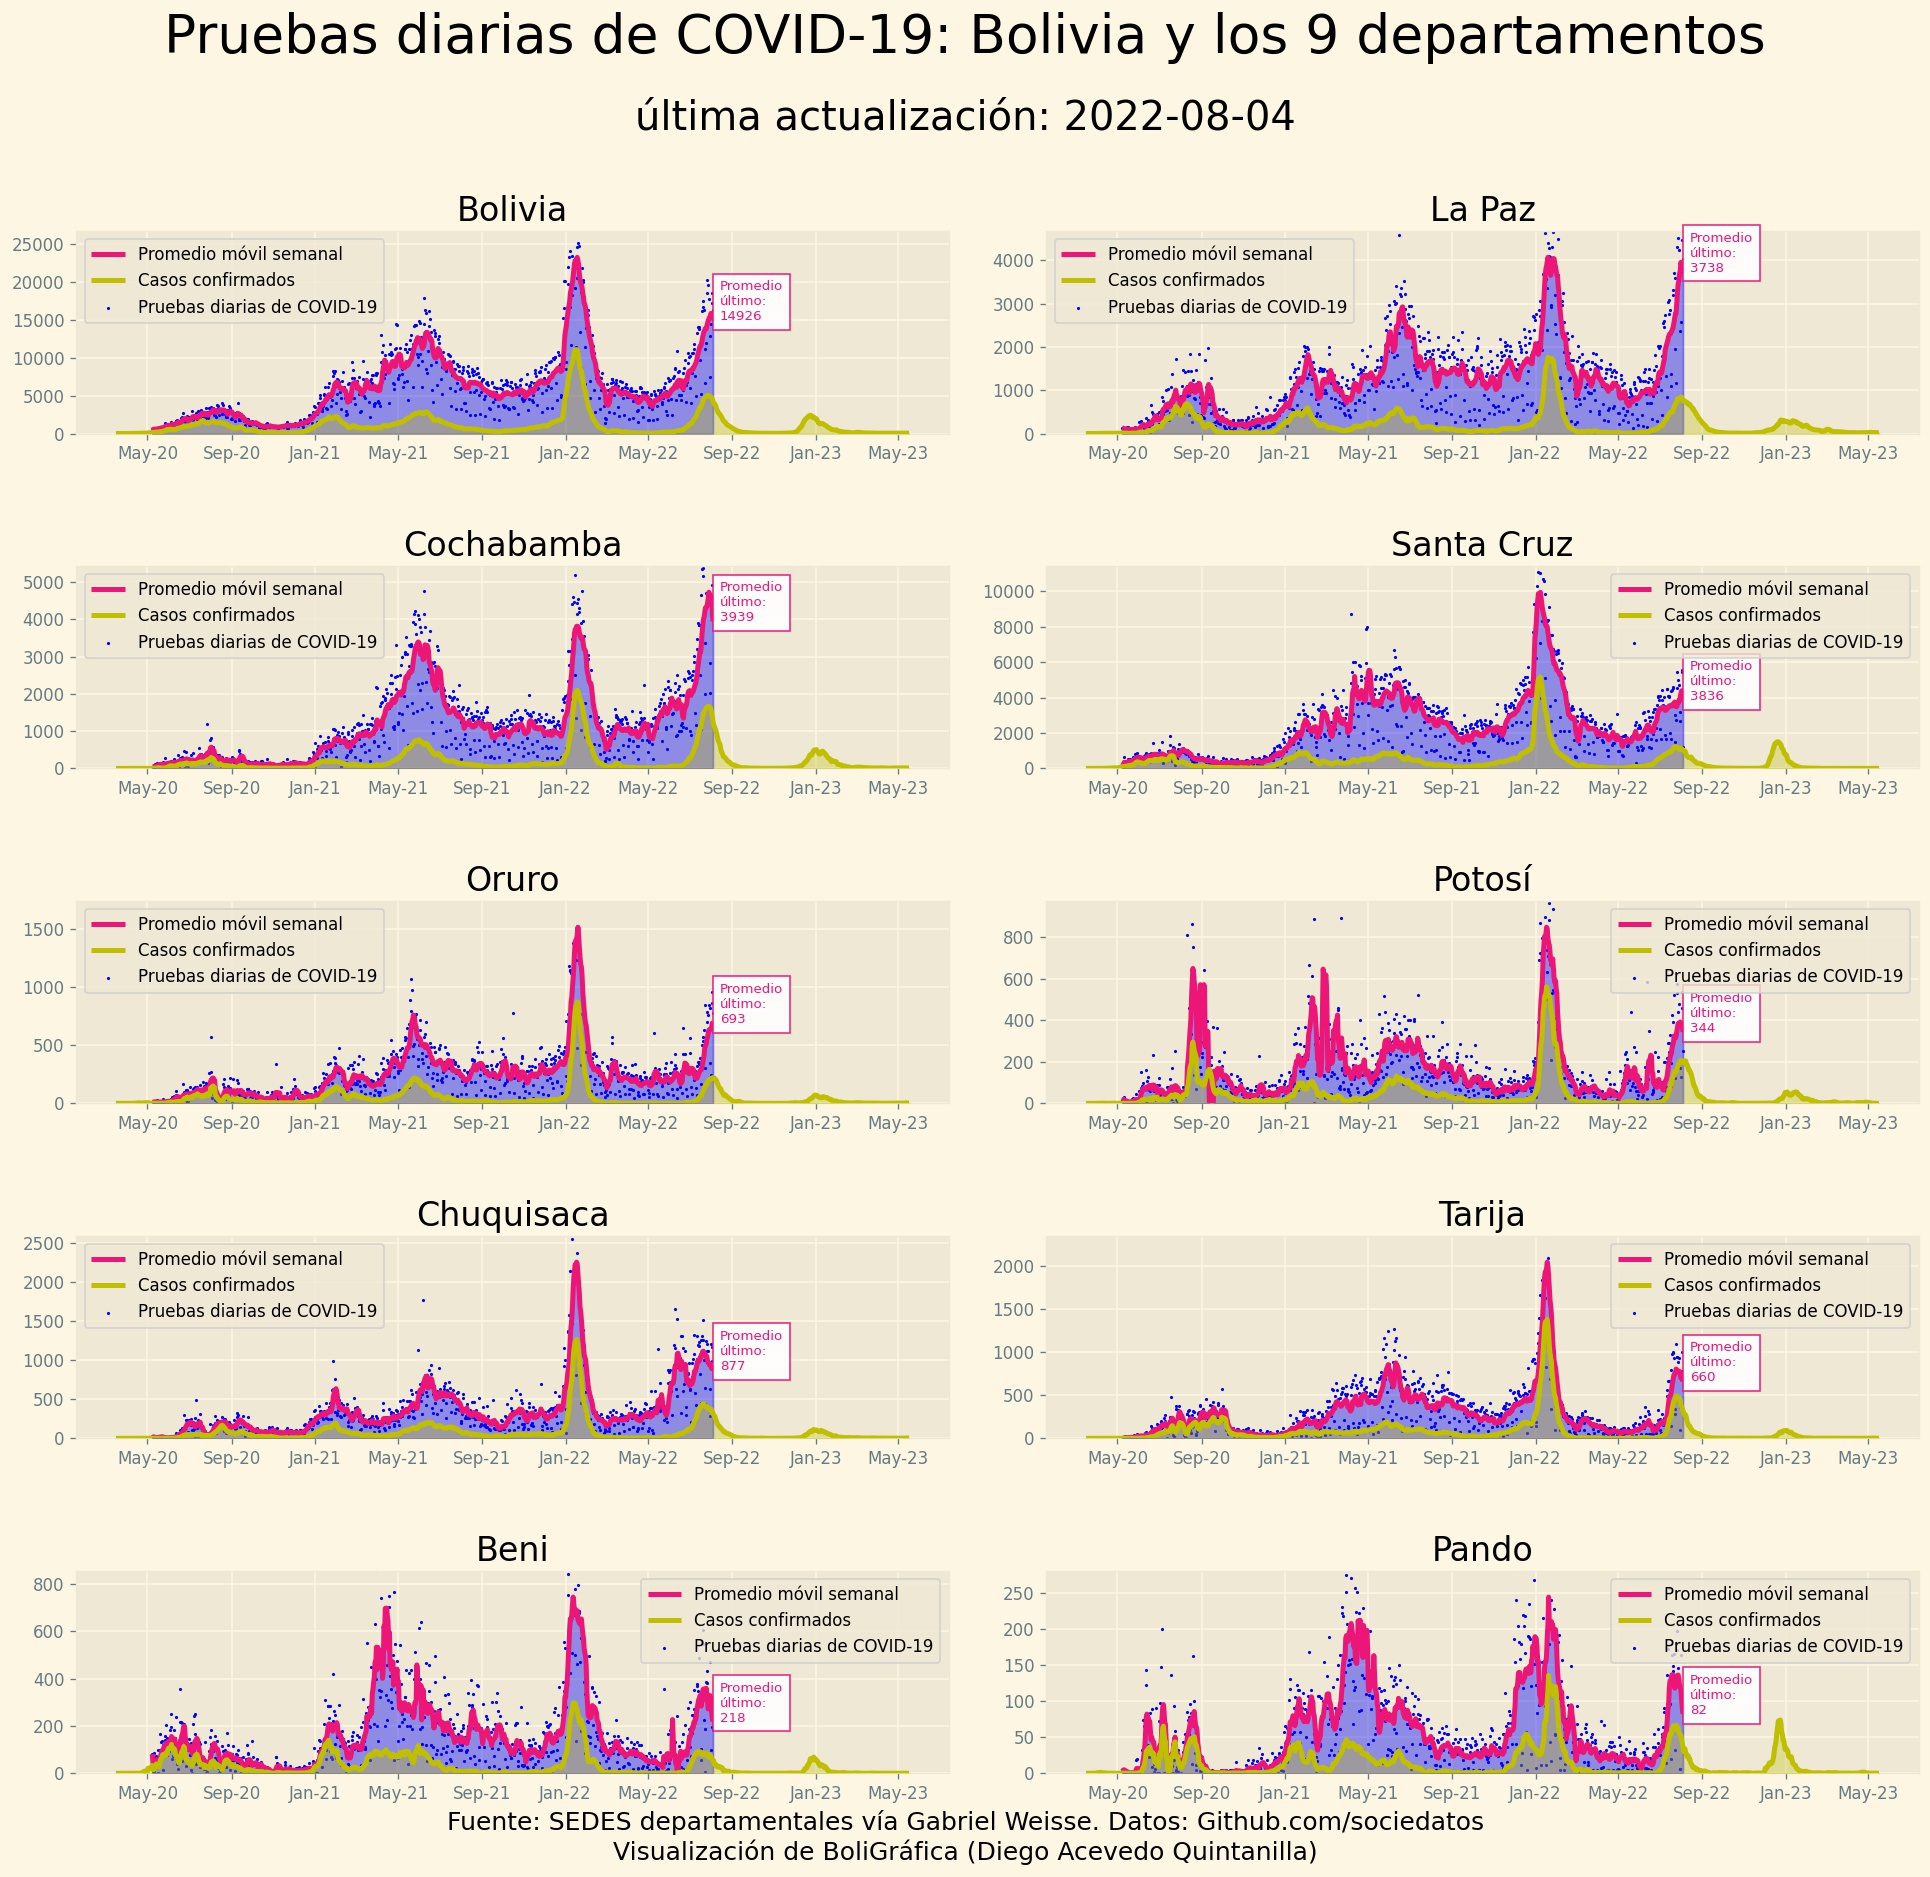 Pruebas diarias de COVID-19: Bolivia y los 9 departamentos
última actualización: 2022-08-04
Bolivia
25000
20000
15000
10000
5000
0
Promedio móvil semanal
Casos confirmados
Pruebas diarias de COVID-19
Promedio
último:
14926
May-20 Sep-20 Jan-21 May-21 Sep-21 Jan-22 May-22 Sep-22 Jan-23 May-23
La Paz
4000
3000
2000
1000
0
Promedio móvil semanal
Casos confirmados
Pruebas diarias de COVID-19
Promedio
último:
3738
May-20 Sep-20 Jan-21 May-21 Sep-21 Jan-22 May-22 Sep-22 Jan-23 May-23
Cochabamba
5000
4000
3000
2000
1000
0
Promedio móvil semanal
Casos confirmados
Pruebas diarias de COVID-19
Promedio
último:
3939
May-20 Sep-20 Jan-21 May-21 Sep-21 Jan-22 May-22 Sep-22 Jan-23 May-23
Santa Cruz
10000
8000
6000
4000
2000
0
Promedio móvil semanal
Casos confirmados
Pruebas diarias de COVID-19
Promedio
último:
3836
May-20 Sep-20 Jan-21 May-21 Sep-21 Jan-22 May-22 Sep-22 Jan-23 May-23
Oruro
1500
1000
500
0
Promedio móvil semanal
Casos confirmados
Pruebas diarias de COVID-19
Promedio
último:
693
May-20 Sep-20 Jan-21 May-21 Sep-21 Jan-22 May-22 Sep-22 Jan-23 May-23
Potosí
800
600
400
200
0
Promedio móvil semanal
Casos confirmados
Pruebas diarias de COVID-19
Promedio
último:
344
May-20 Sep-20 Jan-21 May-21 Sep-21 Jan-22 May-22 Sep-22 Jan-23 May-23
Chuquisaca
2500
2000
1500
1000
500
0
Promedio móvil semanal
Casos confirmados
Pruebas diarias de COVID-19
Promedio
último:
877
May-20 Sep-20 Jan-21 May-21 Sep-21 Jan-22 May-22 Sep-22 Jan-23 May-23
Tarija
2000
1500
1000
500
0
Promedio móvil semanal
Casos confirmados
Pruebas diarias de COVID-19
Promedio
último:
660
May-20 Sep-20 Jan-21 May-21 Sep-21 Jan-22 May-22 Sep-22 Jan-23 May-23
Beni
800
600
400
200
0
Promedio móvil semanal
Casos confirmados
Pruebas diarias de COVID-19
Promedio
último:
218
May-20 Sep-20 Jan-21 May-21 Sep-21 Jan-22 May-22 Sep-22 Jan-23 May-23
Pando
250
200
150
100
50
0
Promedio móvil semanal
Casos confirmados
Pruebas diarias de COVID-19
Promedio
último:
82
May-20 Sep-20 Jan-21 May-21 Sep-21 Jan-22 May-22 Sep-22 Jan-23 May-23
Fuente: SEDES departamentales vía Gabriel Weisse. Datos: Github.com/sociedatos
Visualización de BoliGráfica (Diego Acevedo Quintanilla)